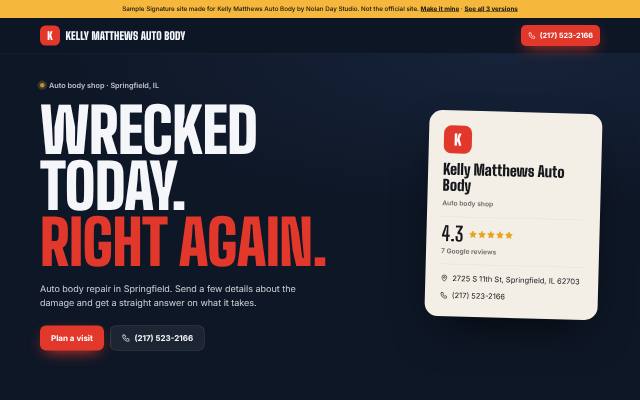 Sample Signature site made for Kelly Matthews Auto Body by Nolan Day Studio. Not the official site. Make it mine · See all 3 versions
K KELLY MATTHEWS AUTO BODY
(217) 523-2166
Auto body shop · Springfield, IL
WRECKED
TODAY.
RIGHT AGAIN.
Auto body repair in Springfield. Send a few details about the
damage and get a straight answer on what it takes.
Plan a visit
(217) 523-2166
K
Kelly Matthews Auto
Body
Auto body shop
4.3 ★★★★★
7 Google reviews
2725 S 11th St, Springfield, IL 62703
(217) 523-2166